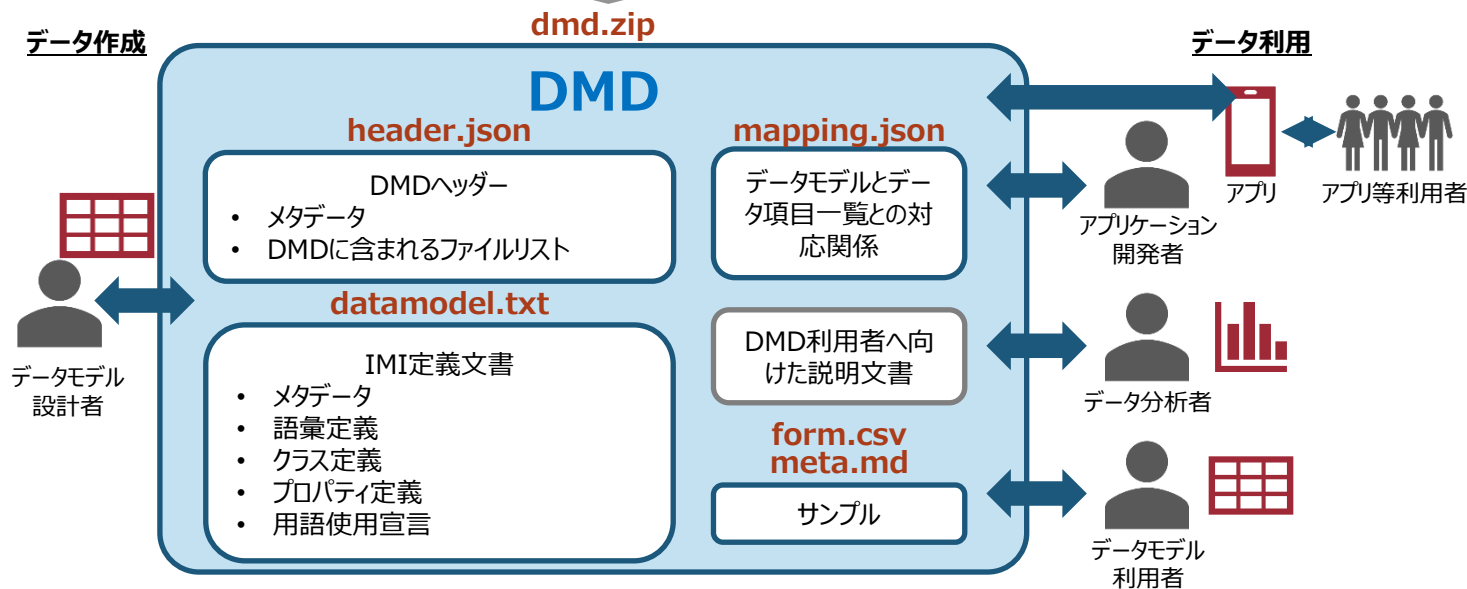 dmd.zip
データ作成
データ利用
DMD
header.json
DMDヘッダー
• メタデータ
• DMDに含まれるファイルリスト
datamodel.txt
IMI定義文書
• メタデータ
• 語彙定義
• クラス定義
• プロパティ定義
• 用語使用宣言
mapping.json
データモデルとデー
タ項目一覧との対
応関係
DMD利用者へ向
けた説明文書
form.csv
meta.md
サンプル
データモデル
設計者
アプリケーション
開発者
アプリ
アプリ等利用者
データ分析者
データモデル
利用者